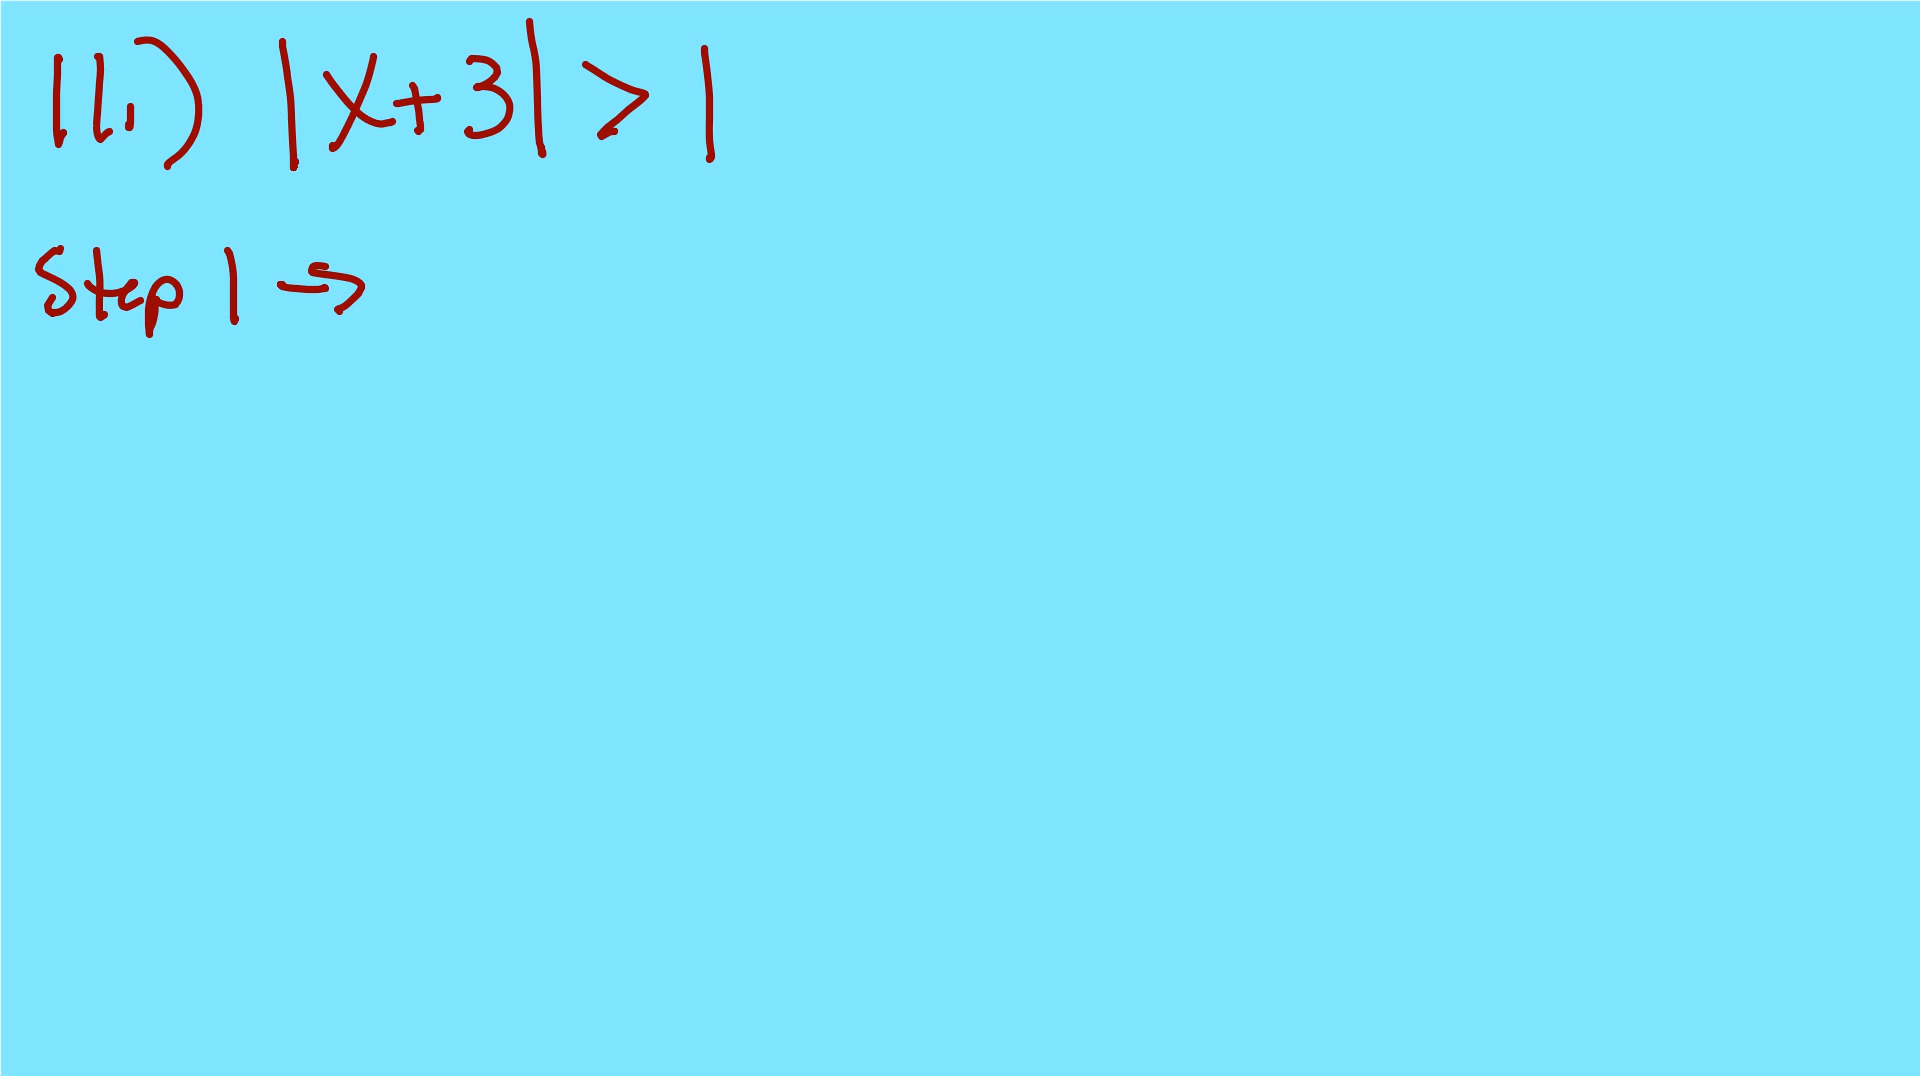 11.) |x+3| > 1
Step 1 →